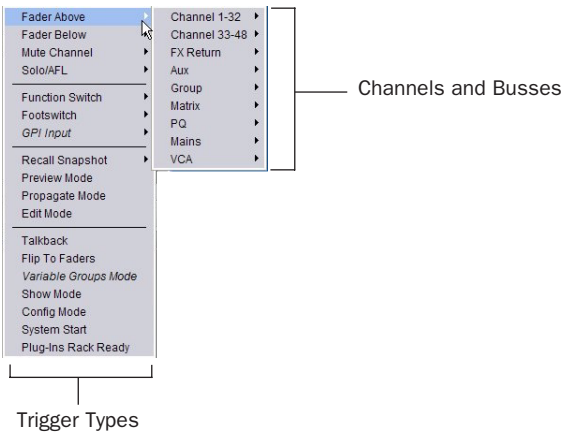 Fader Above
Fader Below
Mute Channel
Solo/AFL
Function Switch
Footswitch
GPI Input
Recall Snapshot
Preview Mode
Propagate Mode
Edit Mode
Talkback
Flip To Faders
Variable Groups Mode
Show Mode
Config Mode
System Start
Plug-Ins Rack Ready
Channel 1-32
Channel 33-48
FX Return
Aux
Group
Matrix
PQ
Mains
VCA
Channels and Busses
Trigger Types